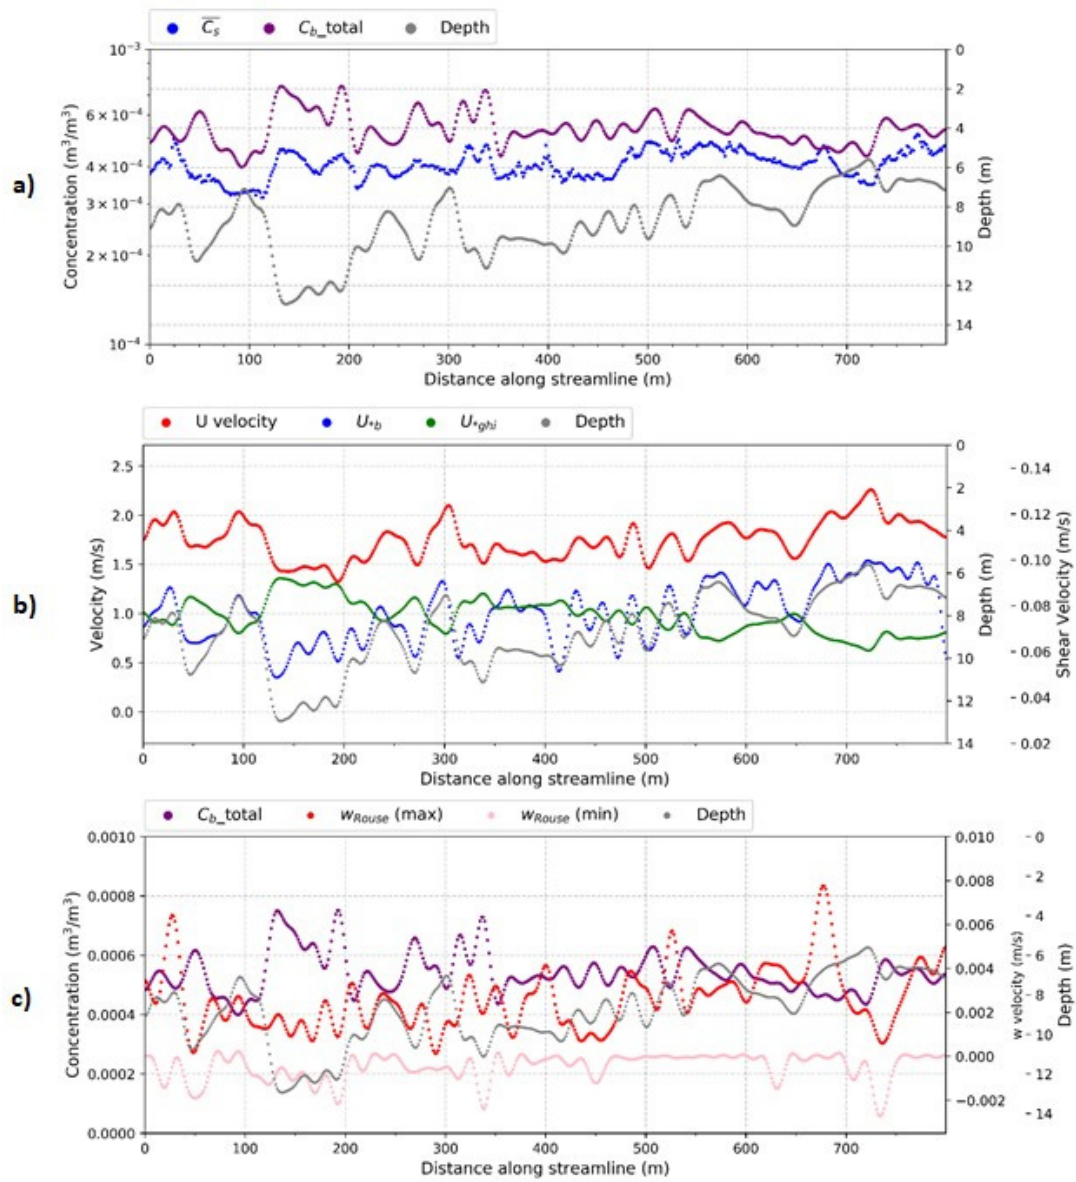 C̅ₛ C_b_total Depth
a)
Concentration (m³/m³)
10⁻³
6 × 10⁻⁴
4 × 10⁻⁴
3 × 10⁻⁴
2 × 10⁻⁴
10⁻⁴
0
2
4
6
8
10
12
14
Depth (m)
0 100 200 300 400 500 600 700
Distance along streamline (m)
U velocity U*b U*ghi Depth
b)
Velocity (m/s)
2.5
2.0
1.5
1.0
0.5
0.0
0
2
4
6
8
10
12
14
Depth (m)
0.14
0.12
0.10
0.08
0.06
0.04
0.02
Shear Velocity (m/s)
0 100 200 300 400 500 600 700
Distance along streamline (m)
C_b_total w_Rouse (max) w_Rouse (min) Depth
c)
Concentration (m³/m³)
0.0010
0.0008
0.0006
0.0004
0.0002
0.0000
0.010
0.008
0.006
0.004
0.002
0.000
−0.002
w velocity (m/s)
0
2
4
6
8
10
12
14
Depth (m)
0 100 200 300 400 500 600 700
Distance along streamline (m)